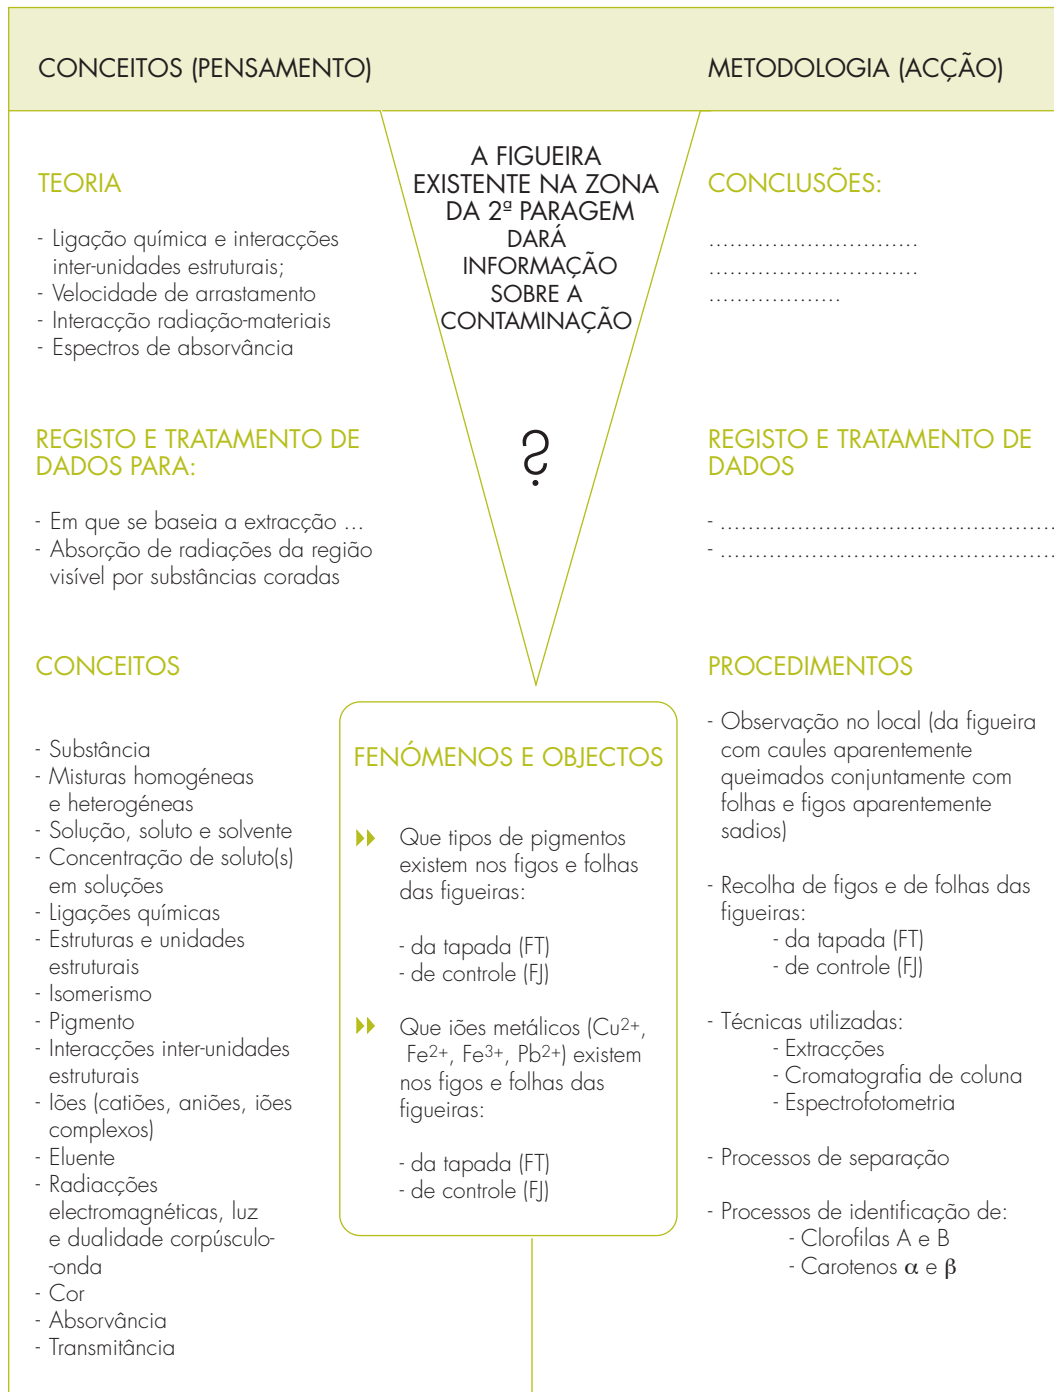 CONCEITOS (PENSAMENTO)
METODOLOGIA (ACÇÃO)
A FIGUEIRA
EXISTENTE NA ZONA
DA 2ª PARAGEM
DARÁ
INFORMAÇÃO
SOBRE A
CONTAMINAÇÃO
?
TEORIA
- Ligação química e interacções
inter-unidades estruturais;
- Velocidade de arrastamento
- Interacção radiação-materiais
- Espectros de absorvância
REGISTO E TRATAMENTO DE
DADOS PARA:
- Em que se baseia a extracção ...
- Absorção de radiações da região
visível por substâncias coradas
CONCEITOS
- Substância
- Misturas homogéneas
e heterogéneas
- Solução, soluto e solvente
- Concentração de soluto(s)
em soluções
- Ligações químicas
- Estruturas e unidades
estruturais
- Isomerismo
- Pigmento
- Interacções inter-unidades
estruturais
- Iões (catiões, aniões, iões
complexos)
- Eluente
- Radiacções
electromagnéticas, luz
e dualidade corpúsculo-
-onda
- Cor
- Absorvância
- Transmitância
FENÓMENOS E OBJECTOS
Que tipos de pigmentos
existem nos figos e folhas
das figueiras:
- da tapada (FT)
- de controle (FJ)
Que iões metálicos (Cu2+,
Fe2+, Fe3+, Pb2+) existem
nos figos e folhas das
figueiras:
- da tapada (FT)
- de controle (FJ)
CONCLUSÕES:
..............................
..............................
...................
REGISTO E TRATAMENTO DE
DADOS
- ................................................
- ................................................
PROCEDIMENTOS
- Observação no local (da figueira
com caules aparentemente
queimados conjuntamente com
folhas e figos aparentemente
sadios)
- Recolha de figos e de folhas das
figueiras:
- da tapada (FT)
- de controle (FJ)
- Técnicas utilizadas:
- Extracções
- Cromatografia de coluna
- Espectrofotometria
- Processos de separação
- Processos de identificação de:
- Clorofilas A e B
- Carotenos α e β